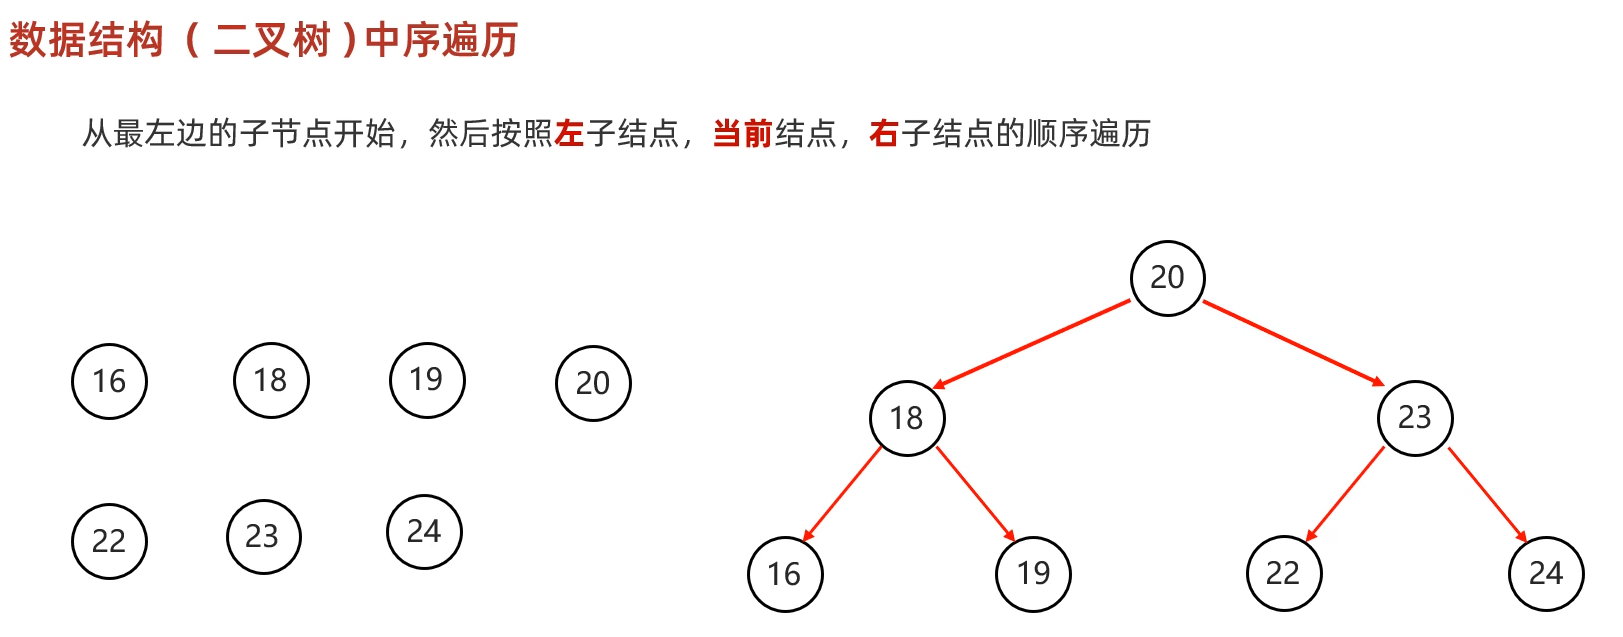 数据结构（二叉树）中序遍历
从最左边的子节点开始，然后按照左子结点，当前结点，右子结点的顺序遍历
16 18 19 20
22 23 24
20
18 23
16 19 22 24